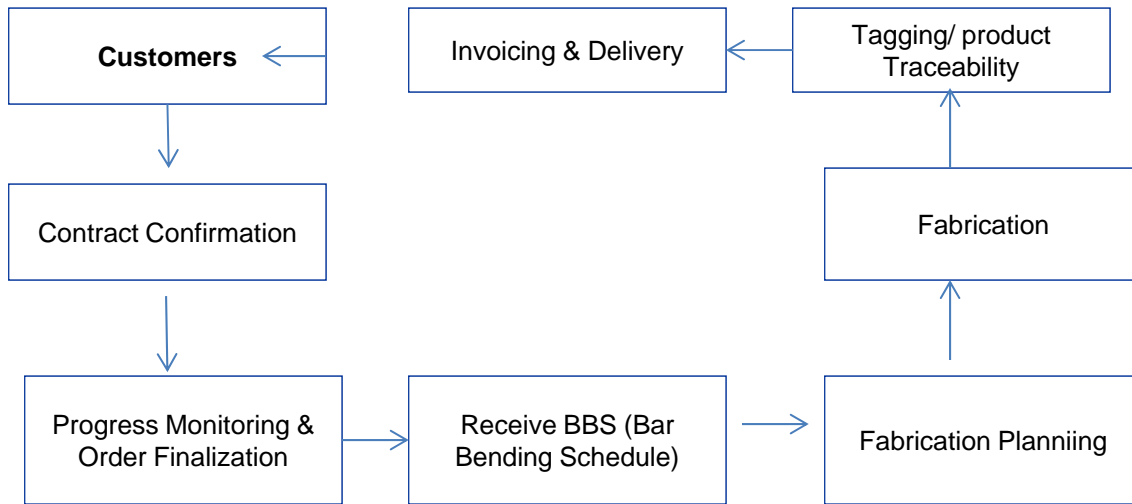 Customers
Invoicing & Delivery
Tagging/ product
Traceability
Contract Confirmation
Fabrication
Progress Monitoring &
Order Finalization
Receive BBS (Bar
Bending Schedule)
Fabrication Planniing